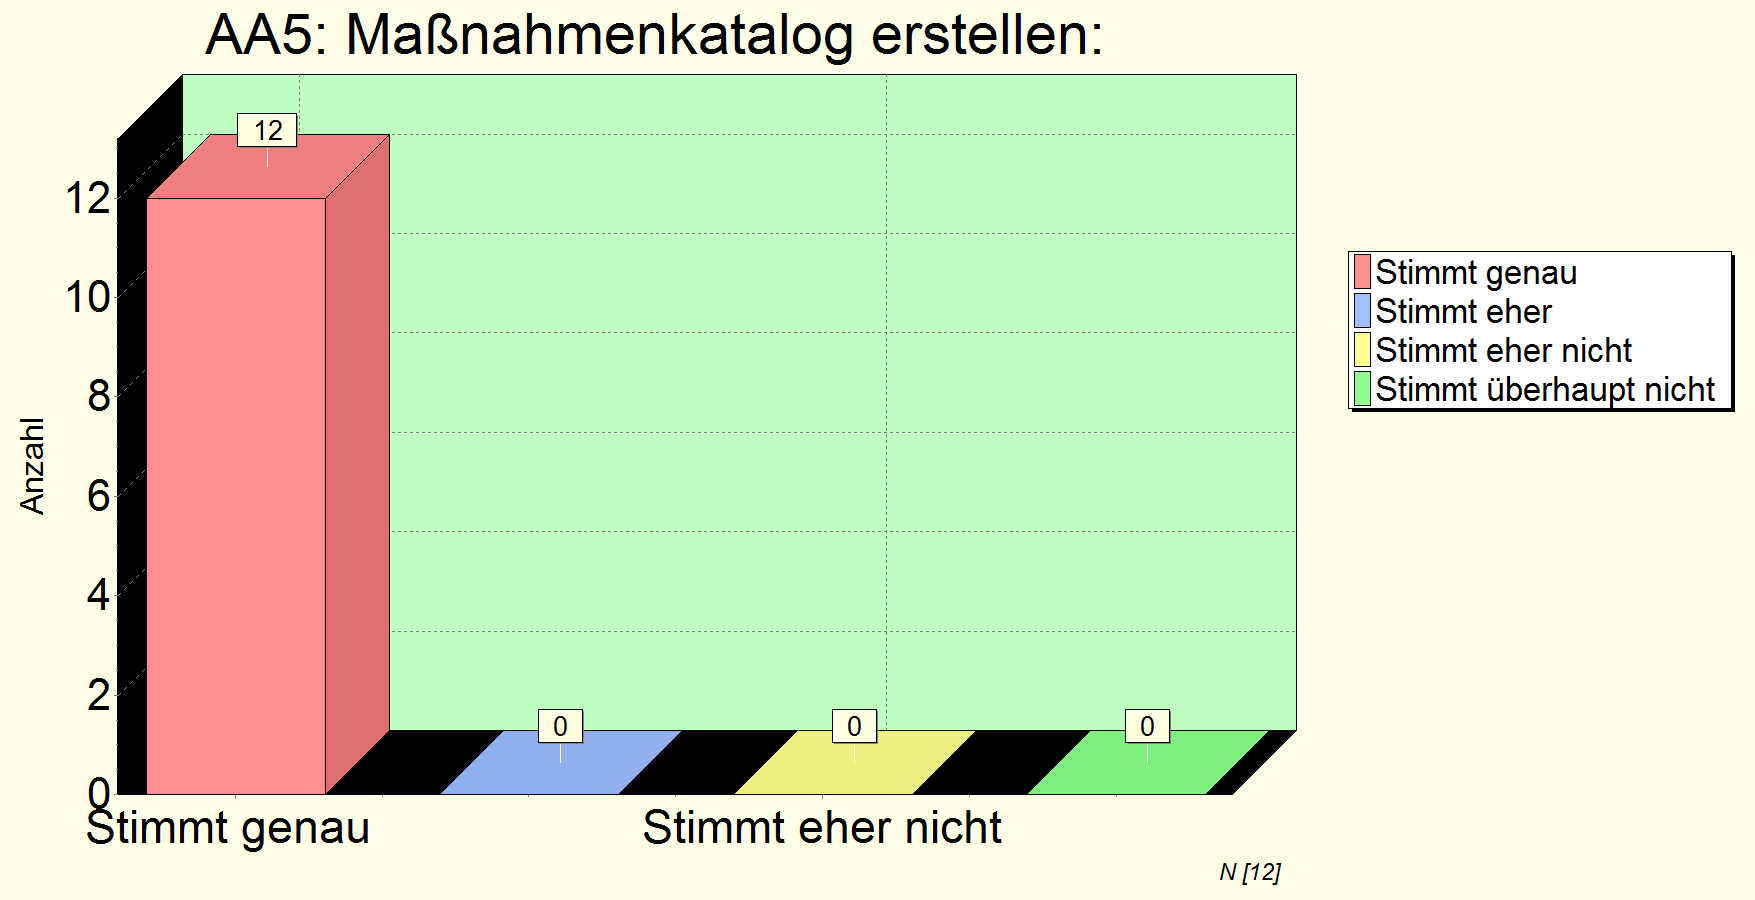 AA5: Maßnahmenkatalog erstellen:
12
12
10
8
6
4
2
0
Anzahl
0
0
0
Stimmt genau
Stimmt eher nicht
N [12]
Stimmt genau
Stimmt eher
Stimmt eher nicht
Stimmt überhaupt nicht